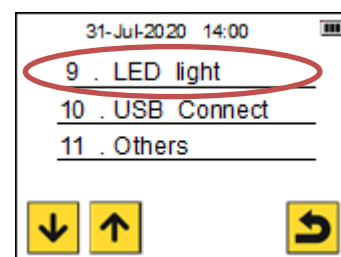 31-Jul-2020 14:00
9 . LED light
10 . USB Connect
11 . Others